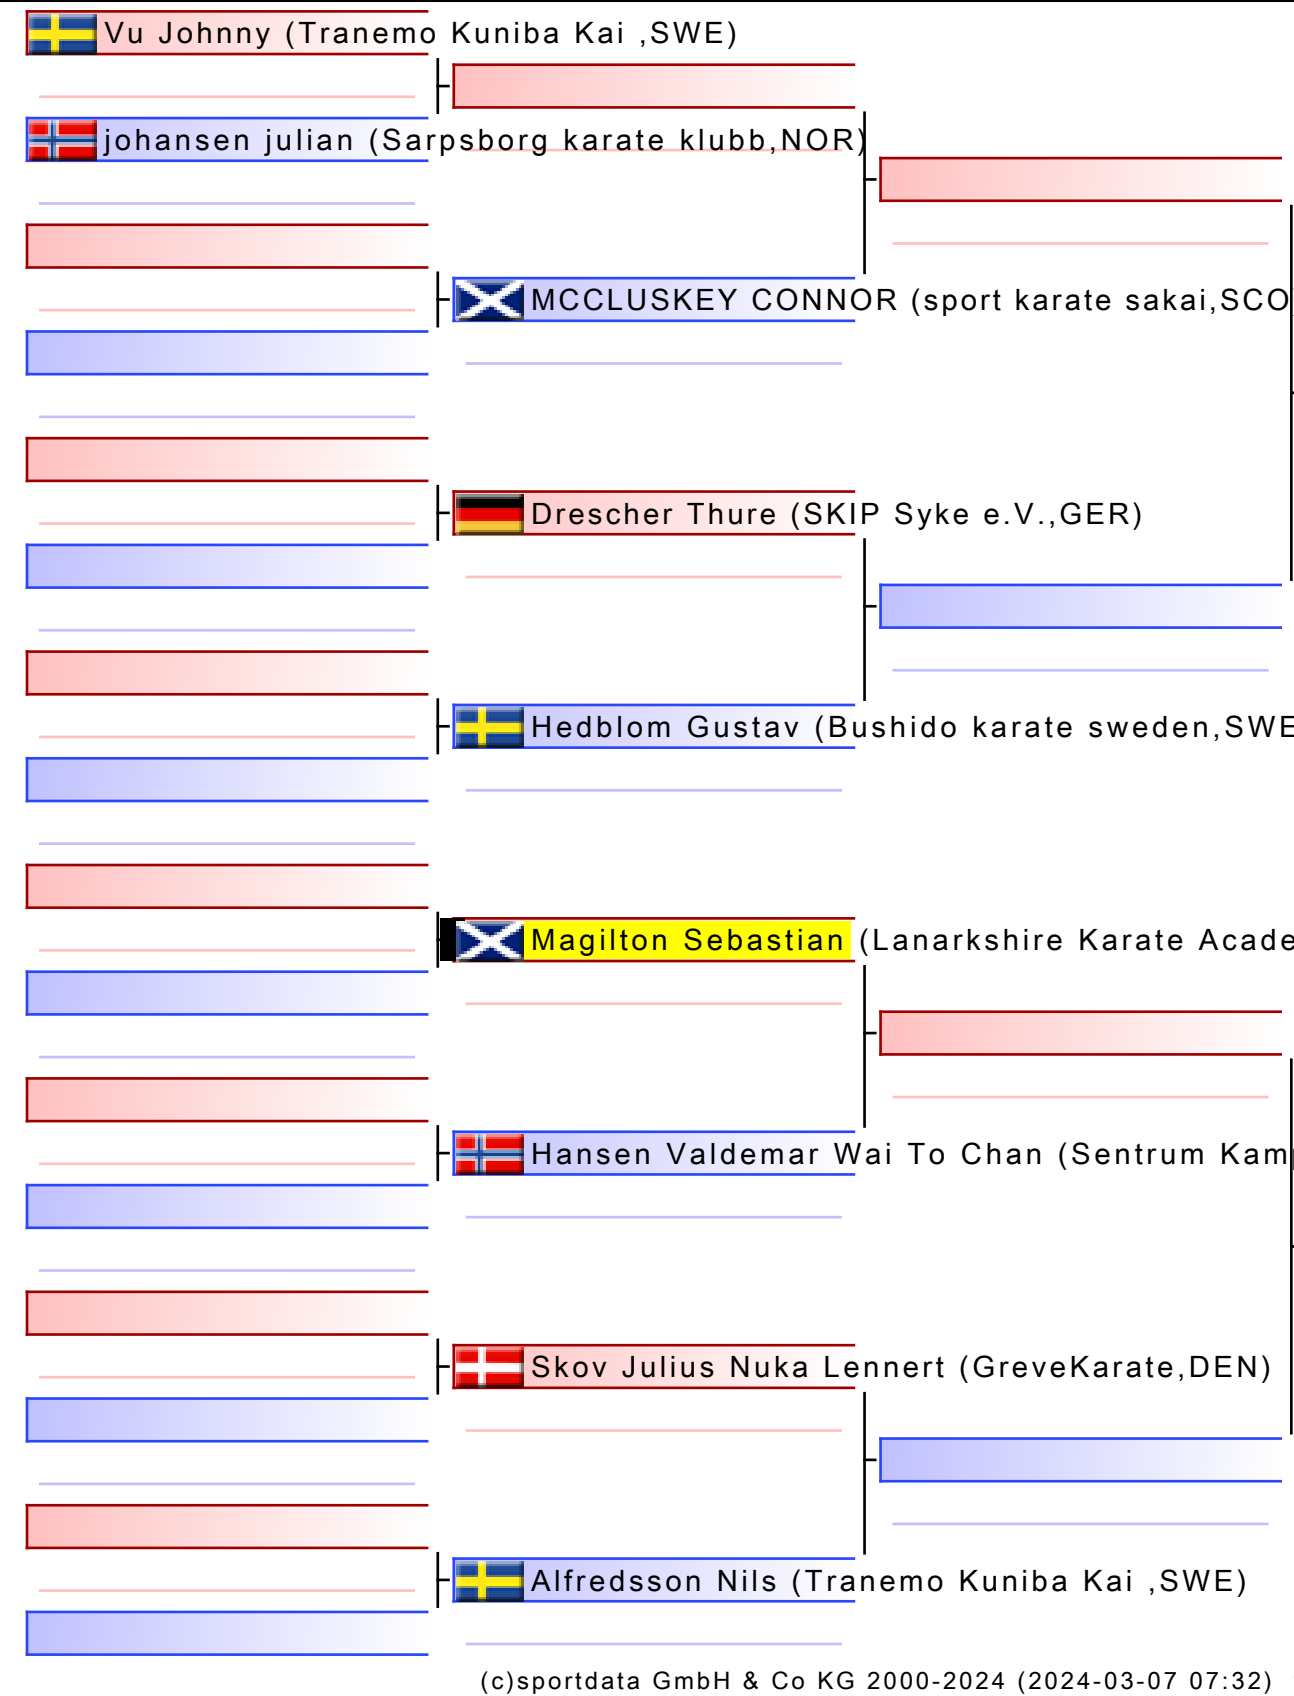 Vu Johnny (Tranemo Kuniba Kai ,SWE)
johansen julian (Sarpsborg karate klubb,NOR)
MCCLUSKEY CONNOR (sport karate sakai,SCO
Drescher Thure (SKIP Syke e.V.,GER)
Hedblom Gustav (Bushido karate sweden,SWE
Magilton Sebastian (Lanarkshire Karate Acade
Hansen Valdemar Wai To Chan (Sentrum Kam
Skov Julius Nuka Lennert (GreveKarate,DEN)
Alfredsson Nils (Tranemo Kuniba Kai ,SWE)
(c)sportdata GmbH & Co KG 2000-2024 (2024-03-07 07:32)